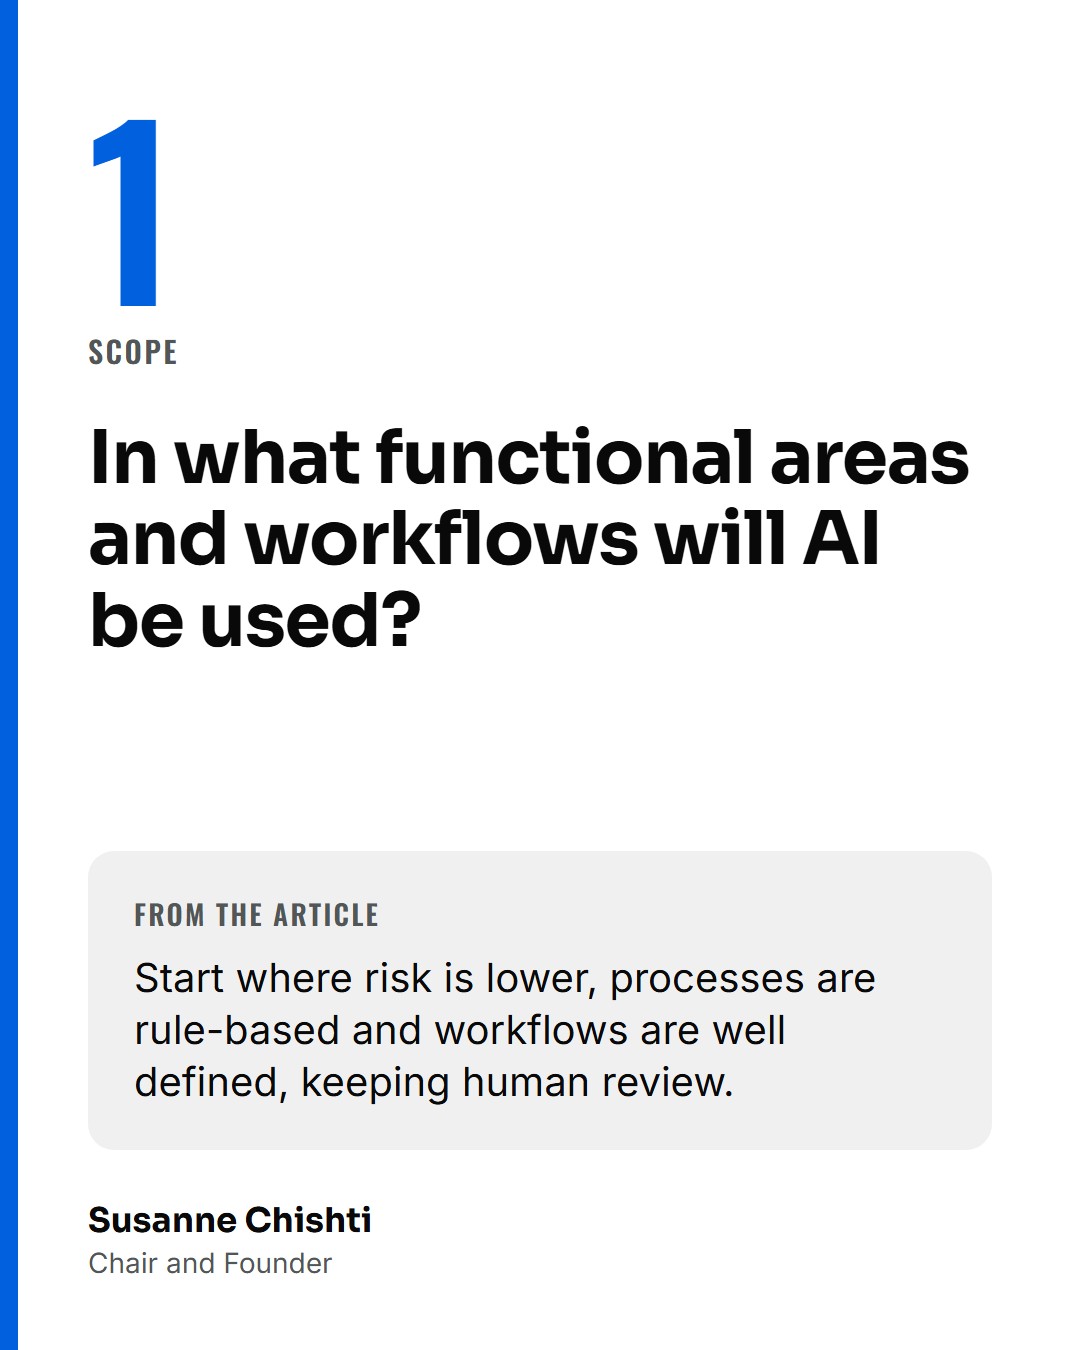 1
SCOPE
In what functional areas
and workflows will AI
be used?
FROM THE ARTICLE
Start where risk is lower, processes are
rule-based and workflows are well
defined, keeping human review.
Susanne Chishti
Chair and Founder